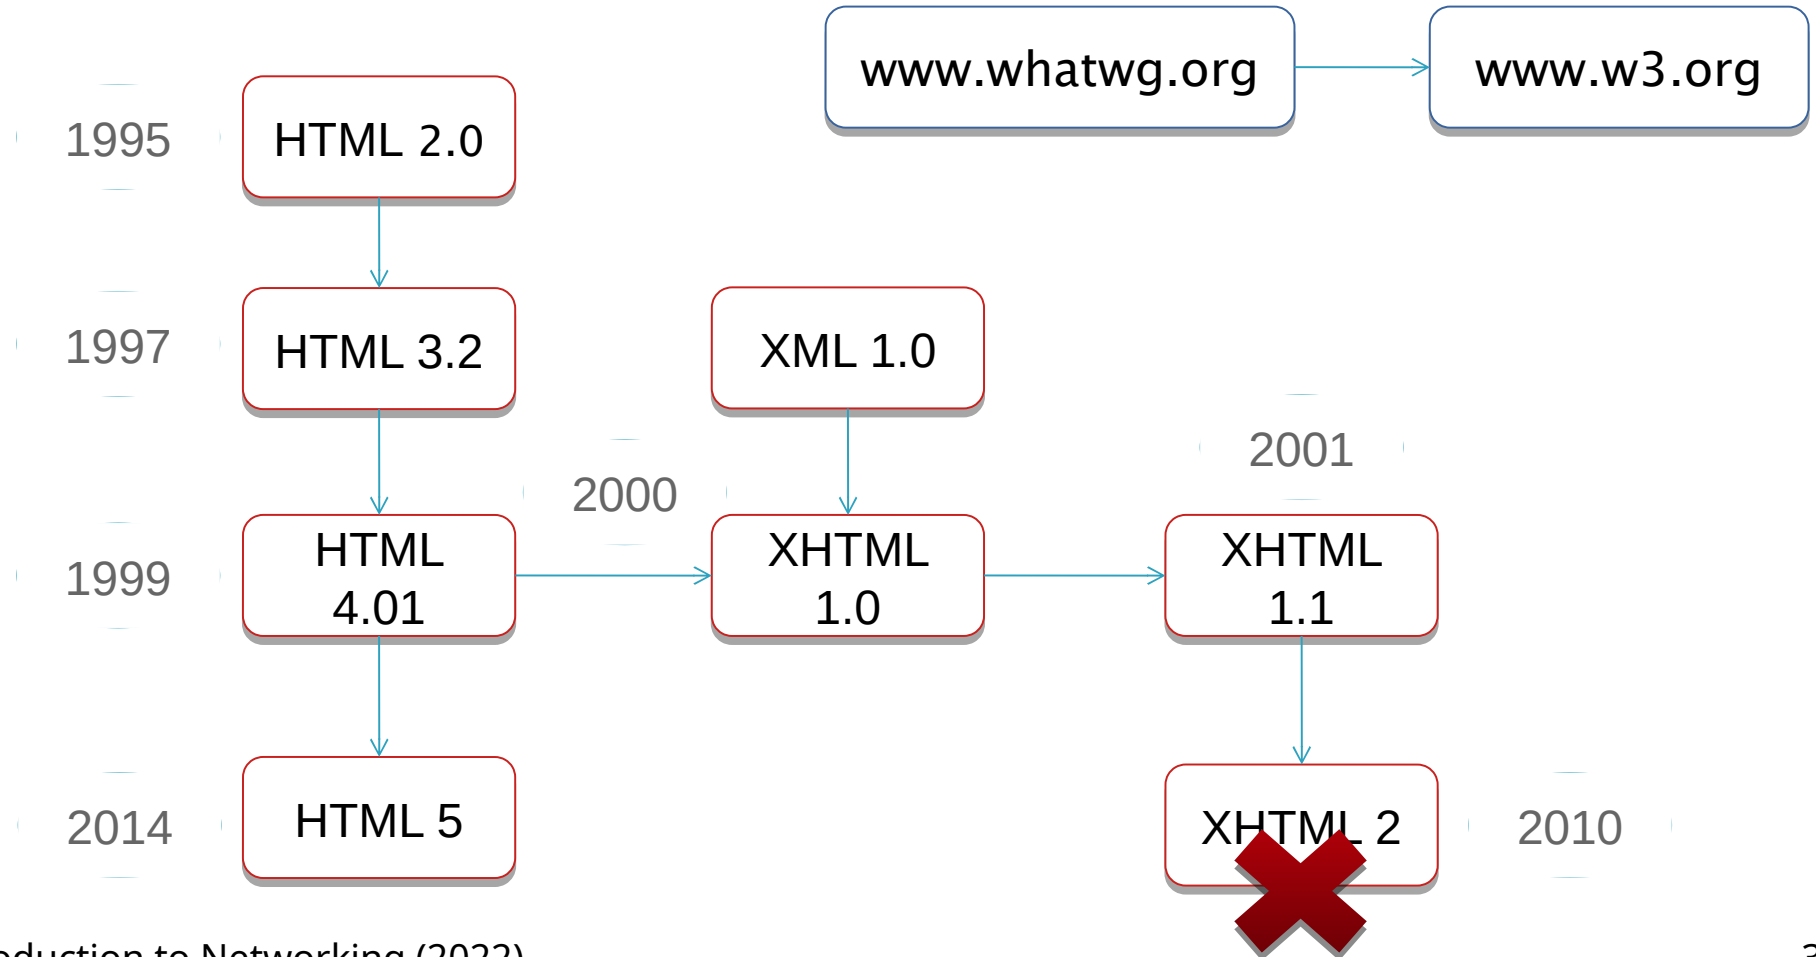 www.whatwg.org
www.w3.org
1995
HTML 2.0
1997
HTML 3.2
XML 1.0
2001
2000
1999
HTML
4.01
XHTML
1.0
XHTML
1.1
2014
HTML 5
XHTML 2
2010
to Networking (2022)